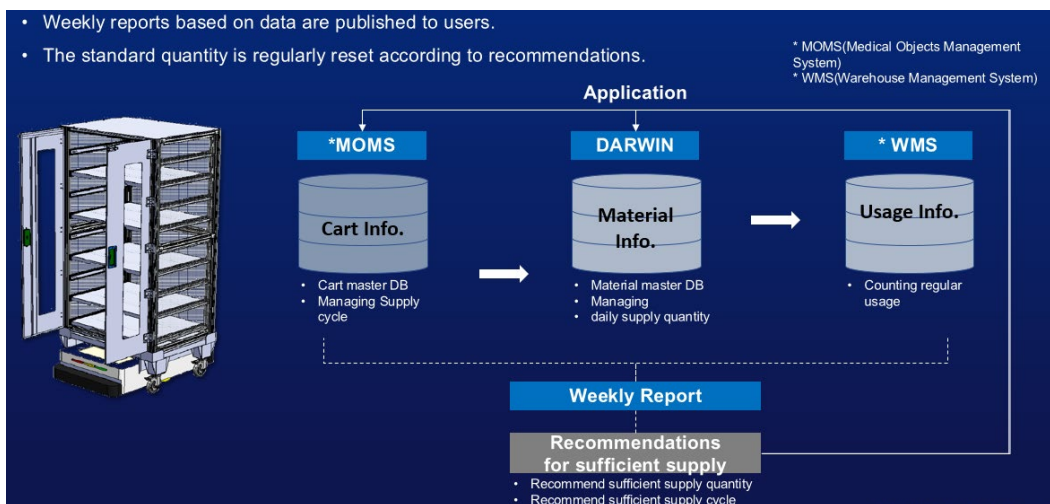 • Weekly reports based on data are published to users.
• The standard quantity is regularly reset according to recommendations.
* MOMS(Medical Objects Management
System)
* WMS(Warehouse Management System)
Application
*MOMS
DARWIN
* WMS
Cart Info.
Material
Info.
Usage Info.
• Cart master DB
• Managing Supply
cycle
• Material master DB
• Managing
• daily supply quantity
• Counting regular
usage
Weekly Report
Recommendations
for sufficient supply
• Recommend sufficient supply quantity
• Recommend sufficient supply cycle